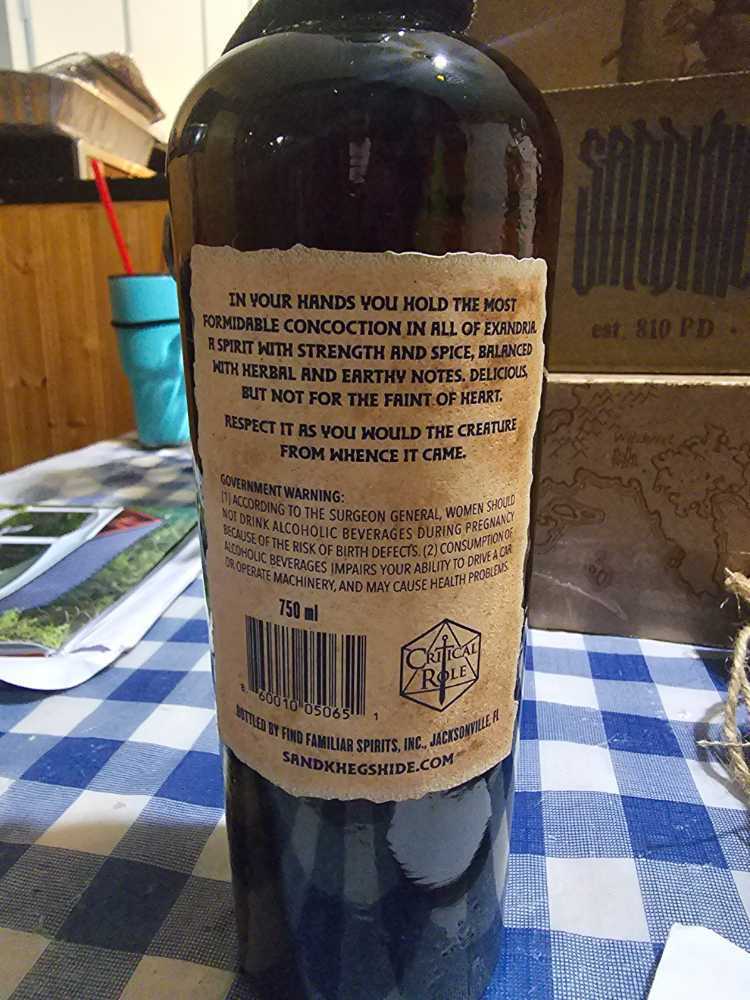 IN YOUR HANDS YOU HOLD THE MOST
FORMIDABLE CONCOCTION IN ALL OF EXANDRIA.
A SPIRIT WITH STRENGTH AND SPICE, BALANCED
WITH HERBAL AND EARTHY NOTES. DELICIOUS,
BUT NOT FOR THE FAINT OF HEART.
RESPECT IT AS YOU WOULD THE CREATURE
FROM WHENCE IT CAME.
GOVERNMENT WARNING:
(1) ACCORDING TO THE SURGEON GENERAL, WOMEN SHOULD
NOT DRINK ALCOHOLIC BEVERAGES DURING PREGNANCY
BECAUSE OF THE RISK OF BIRTH DEFECTS. (2) CONSUMPTION OF
ALCOHOLIC BEVERAGES IMPAIRS YOUR ABILITY TO DRIVE A CAR
OR OPERATE MACHINERY, AND MAY CAUSE HEALTH PROBLEMS.
750 ml
8 60010 05065 1
CRITICAL
ROLE
BOTTLED BY FIND FAMILIAR SPIRITS, INC., JACKSONVILLE, FL
SANDKHEGSHIDE.COM
est. 810 PD